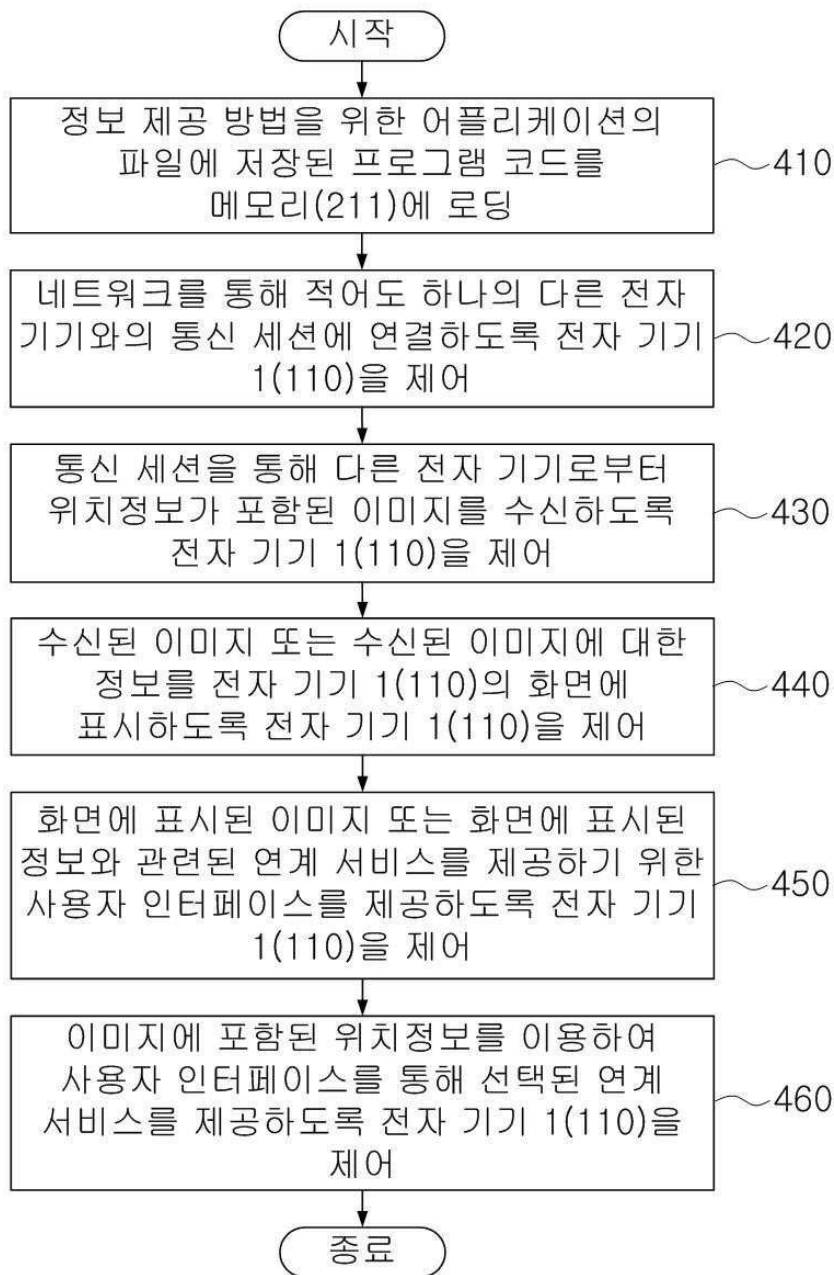 시작
정보 제공 방법을 위한 어플리케이션의
파일에 저장된 프로그램 코드를
메모리(211)에 로딩
410
네트워크를 통해 적어도 하나의 다른 전자
기기와의 통신 세션에 연결하도록 전자 기기
1(110)을 제어
420
통신 세션을 통해 다른 전자 기기로부터
위치정보가 포함된 이미지를 수신하도록
전자 기기 1(110)을 제어
430
수신된 이미지 또는 수신된 이미지에 대한
정보를 전자 기기 1(110)의 화면에
표시하도록 전자 기기 1(110)을 제어
440
화면에 표시된 이미지 또는 화면에 표시된
정보와 관련된 연계 서비스를 제공하기 위한
사용자 인터페이스를 제공하도록 전자 기기
1(110)을 제어
450
이미지에 포함된 위치정보를 이용하여
사용자 인터페이스를 통해 선택된 연계
서비스를 제공하도록 전자 기기 1(110)을
제어
460
종료